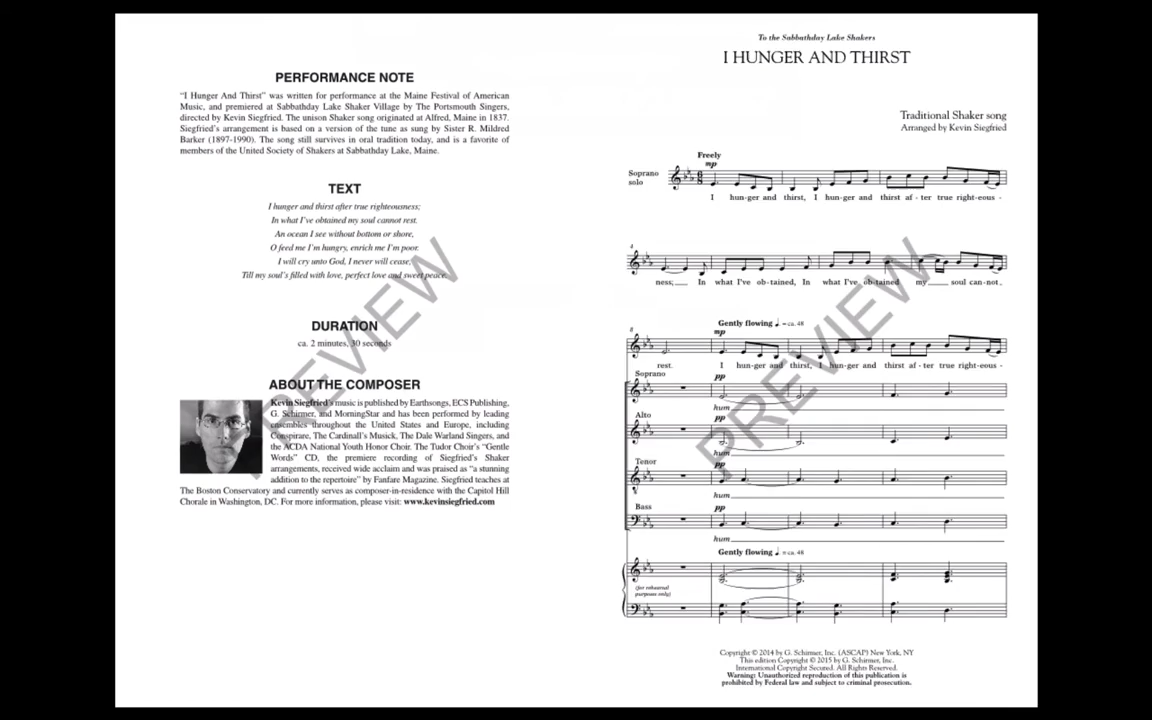 PERFORMANCE NOTE
"I Hunger And Thirst" was written for performance at the Maine Festival of American
Music, and premiered at Sabbathday Lake Shaker Village by The Portsmouth Singers,
directed by Kevin Siegfried. The unison Shaker song originated at Alfred, Maine in 1837.
Siegfried's arrangement is based on a version of the tune as sung by Sister R. Mildred
Barker (1897-1990). The song still survives in oral tradition today, and is a favorite of
members of the United Society of Shakers at Sabbathday Lake, Maine.
TEXT
I hunger and thirst after true righteousness;
In what I've obtained my soul cannot rest.
An ocean I see without bottom or shore,
O feed me I'm hungry, enrich me I'm poor.
I will cry unto God, I never will cease,
Till my soul's filled with love, perfect love and sweet peace.
DURATION
ca. 2 minutes, 30 seconds
ABOUT THE COMPOSER
Kevin Siegfried's music is published by Earthsongs, ECS Publishing,
G. Schirmer, and MorningStar and has been performed by leading
ensembles throughout the United States and Europe, including
Conspirare, The Cardinall's Musick, The Dale Warland Singers, and
the ACDA National Youth Honor Choir. The Tudor Choir's "Gentle
Words" CD, the premiere recording of Siegfried's Shaker
arrangements, received wide acclaim and was praised as "a stunning
addition to the repertoire" by Fanfare Magazine. Siegfried teaches at
The Boston Conservatory and currently serves as composer-in-residence with the Capitol Hill
Chorale in Washington, DC. For more information, please visit: www.kevinsiegfried.com
PREVIEW
To the Sabbathday Lake Shakers
I HUNGER AND THIRST
Traditional Shaker song
Arranged by Kevin Siegfried
Freely
mp
Soprano
solo
6
8
I hun-ger and thirst, I hun-ger and thirst af - ter true right-eous -
4
ness; In what I've ob-tained, In what I've ob-tained my soul can-not,
8
Gently flowing = ca. 48
mp
rest. I hun-ger and thirst, I hun-ger and thirst af - ter true right-eous -
Soprano
pp
hum
Alto
pp
hum
Tenor
pp
hum
Bass
pp
hum
Gently flowing = ca. 48
(for rehearsal
purposes only)
PREVIEW
Copyright © 2014 by G. Schirmer, Inc. (ASCAP) New York, NY
This edition Copyright © 2015 by G. Schirmer, Inc.
International Copyright Secured. All Rights Reserved.
Warning: Unauthorized reproduction of this publication is
prohibited by Federal law and subject to criminal prosecution.